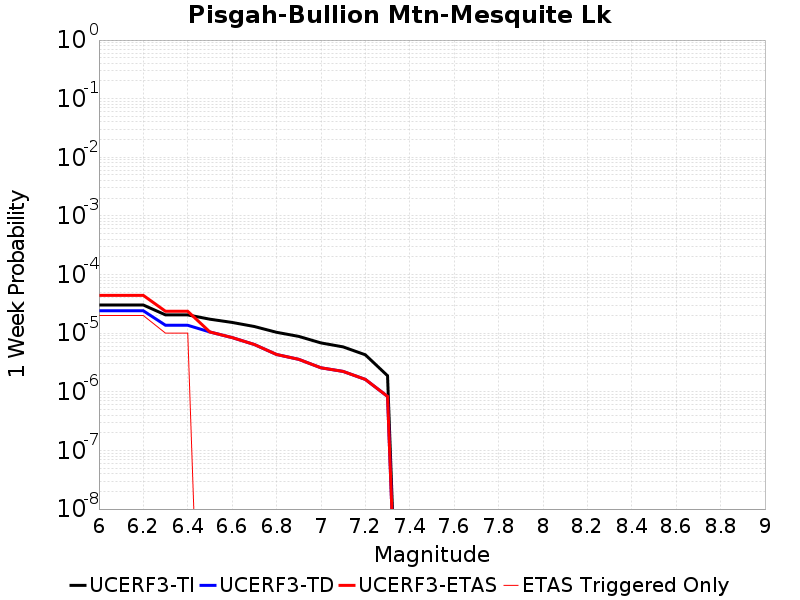 Pisgah-Bullion Mtn-Mesquite Lk
1 Week Probability
10^0
10^-1
10^-2
10^-3
10^-4
10^-5
10^-6
10^-7
10^-8
6 6.2 6.4 6.6 6.8 7 7.2 7.4 7.6 7.8 8 8.2 8.4 8.6 8.8 9
Magnitude
UCERF3-TI UCERF3-TD UCERF3-ETAS ETAS Triggered Only